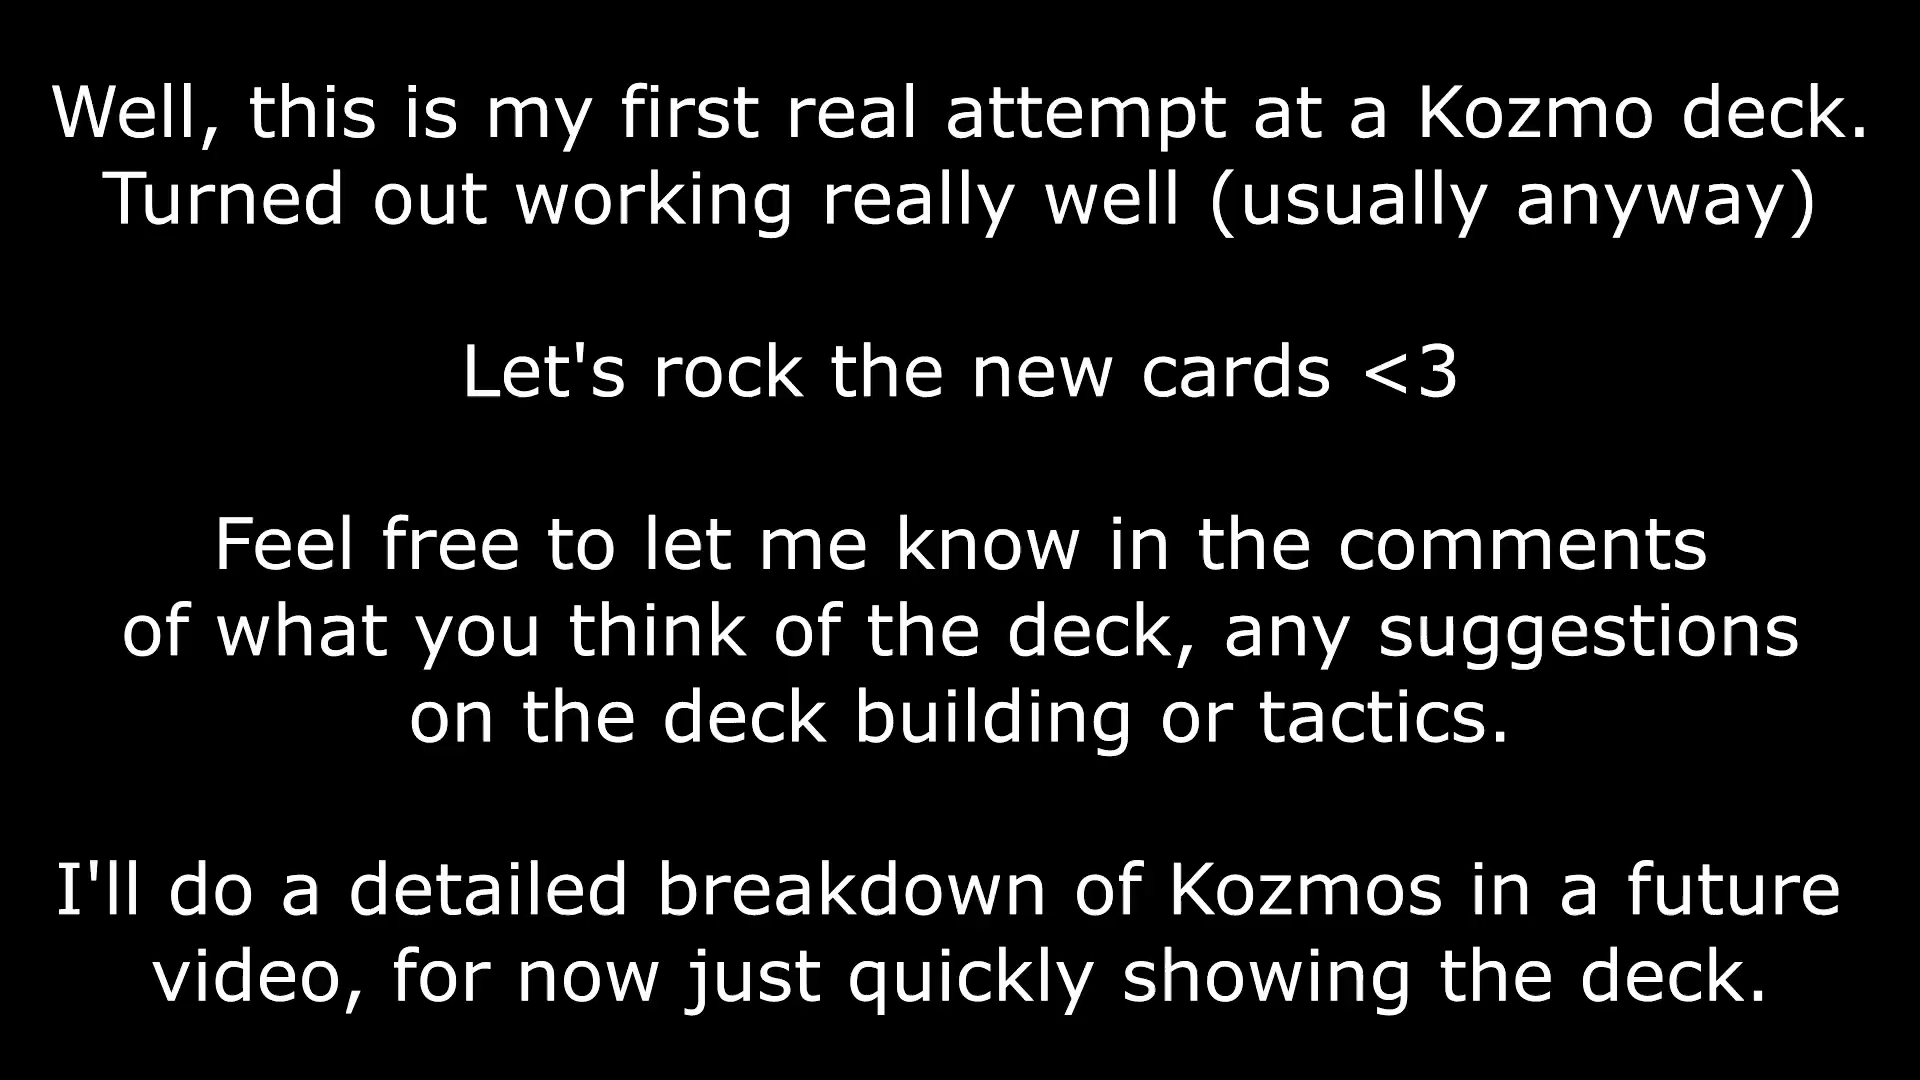 Well, this is my first real attempt at a Kozmo deck.
Turned out working really well (usually anyway)
Let's rock the new cards <3
Feel free to let me know in the comments
of what you think of the deck, any suggestions
on the deck building or tactics.
I'll do a detailed breakdown of Kozmos in a future
video, for now just quickly showing the deck.